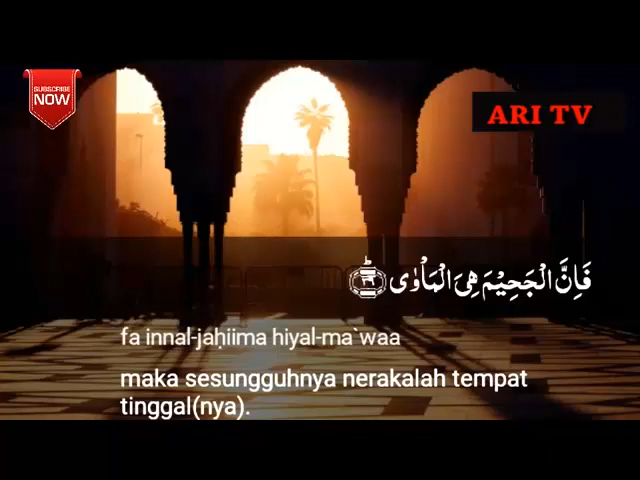 SUBSCRIBE
NOW
ARI TV
فَاِنَّ الْجَحِيْمَ هِيَ الْمَأْوٰىۗ ٣٩
fa innal-jaḥiima hiyal-ma`waa
maka sesungguhnya nerakalah tempat
tinggal(nya).